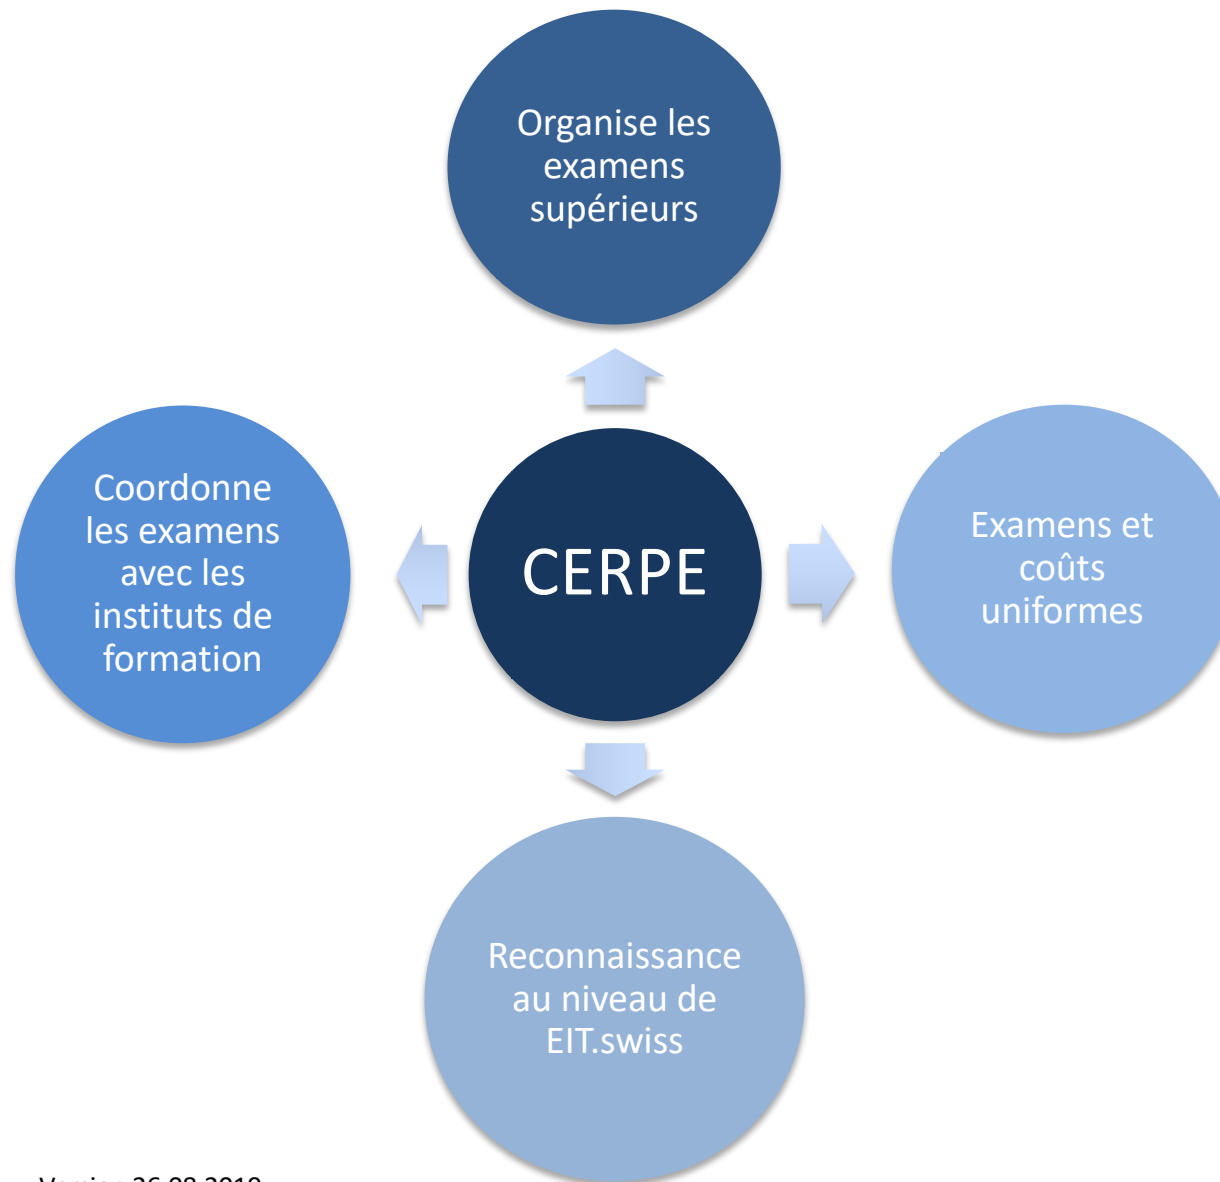 Organise les
examens
supérieurs
Coordonne
les examens
avec les
instituts de
formation
CERPE
Examens et
coûts
uniformes
Reconnaissance
au niveau de
EIT.swiss